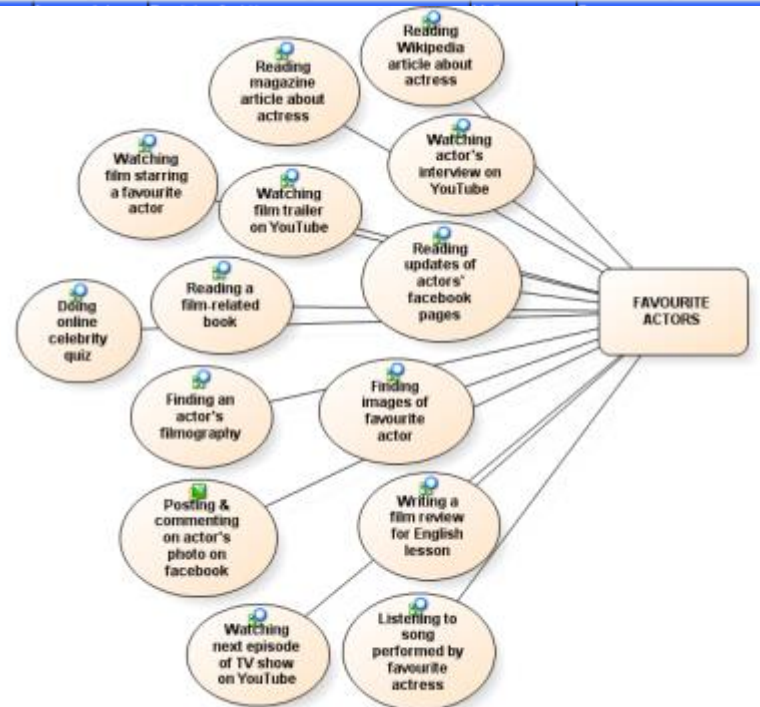 Reading
Wikipedia
article about
actress
Reading
magazine
article about
actress
Watching
actor's
interview on
YouTube
Watching
film starring
a favourite
actor
Watching
film trailer
on YouTube
Reading
updates of
actors'
facebook
pages
Reading a
film-related
book
Doing
online
celebrity
quiz
FAVOURITE
ACTORS
Finding an
actor's
filmography
Finding
images of
favourite
actor
Posting &
commenting
on actor's
photo on
facebook
Writing a
film review
for English
lesson
Watching
next episode
of TV show
on YouTube
Listening to
song
performed by
favourite
actress